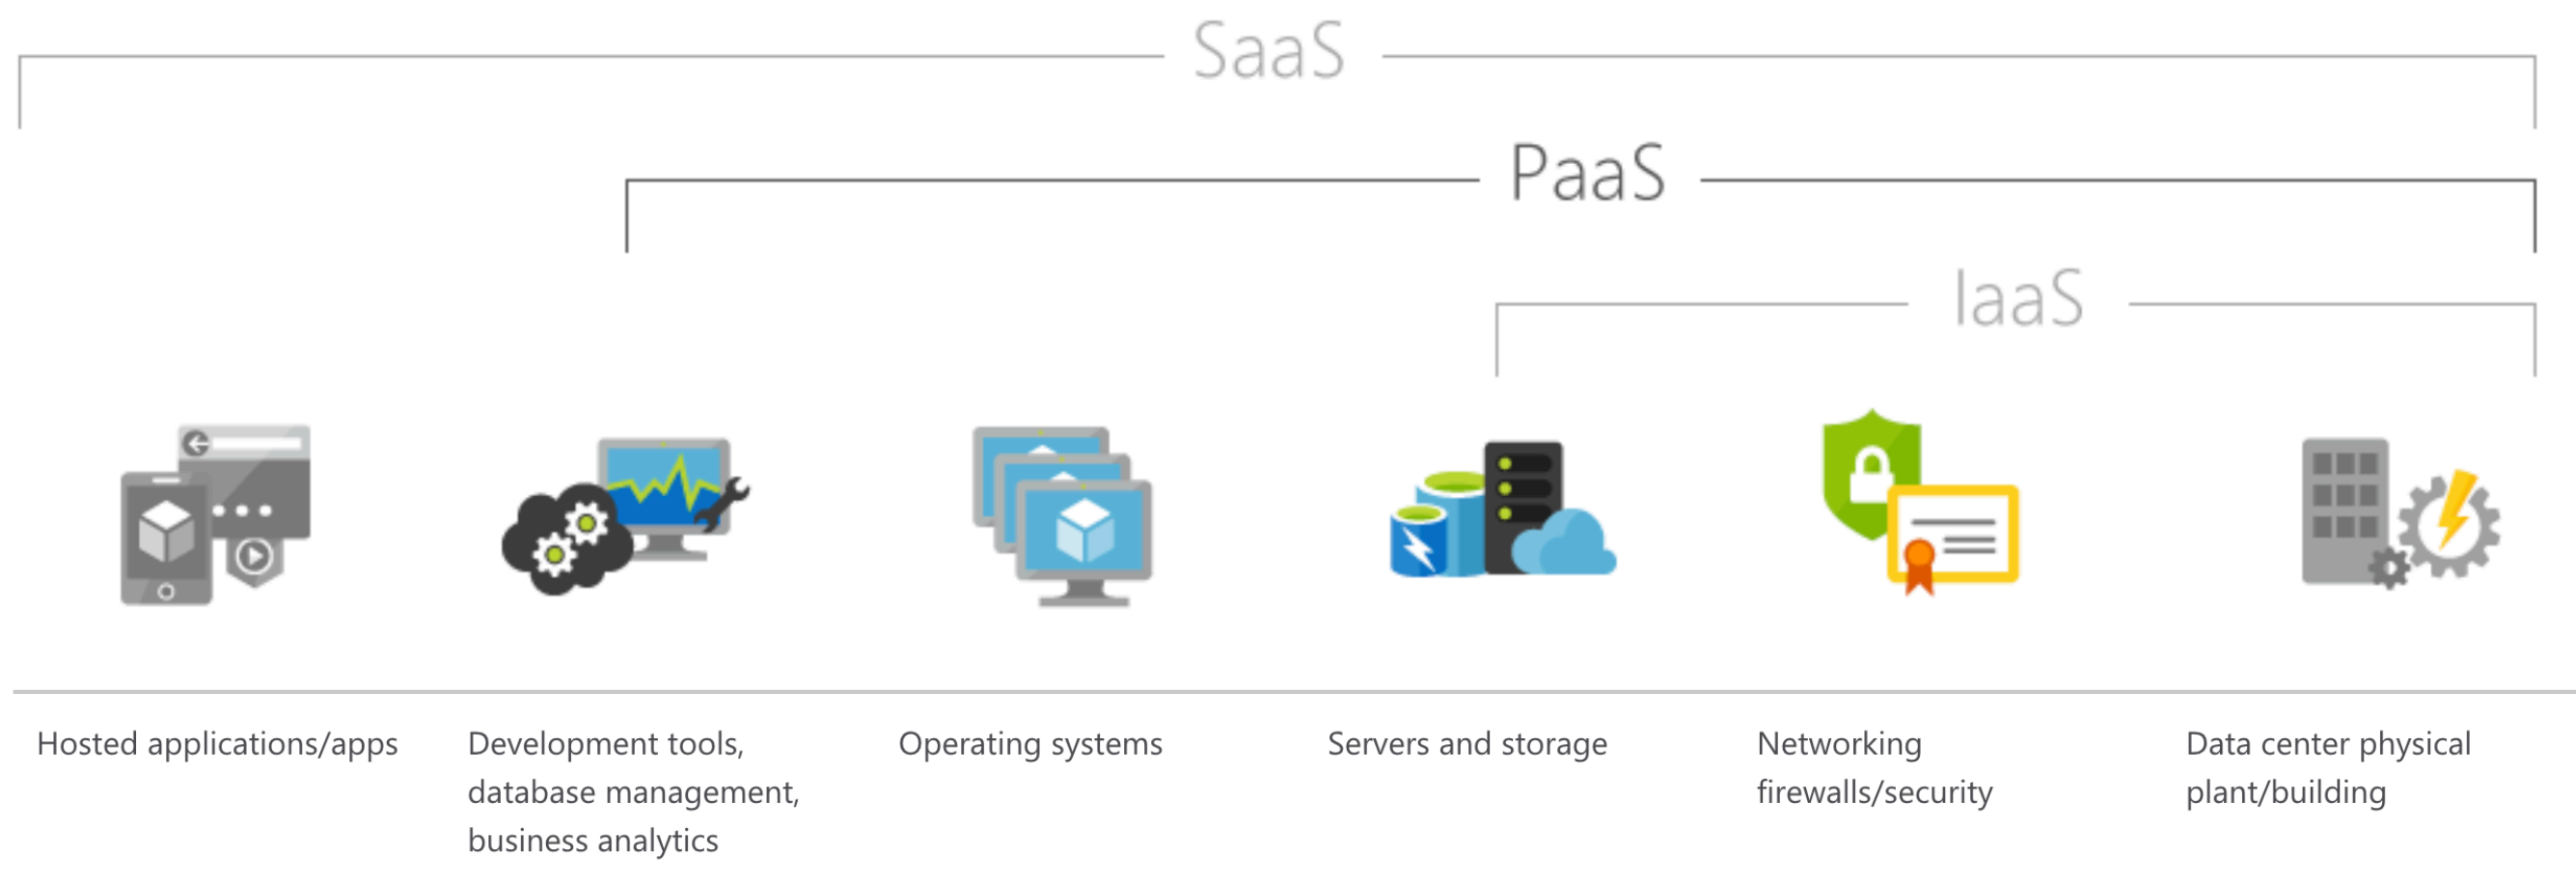 SaaS
PaaS
IaaS
Hosted applications/apps
Development tools,
database management,
business analytics
Operating systems
Servers and storage
Networking
firewalls/security
Data center physical
plant/building